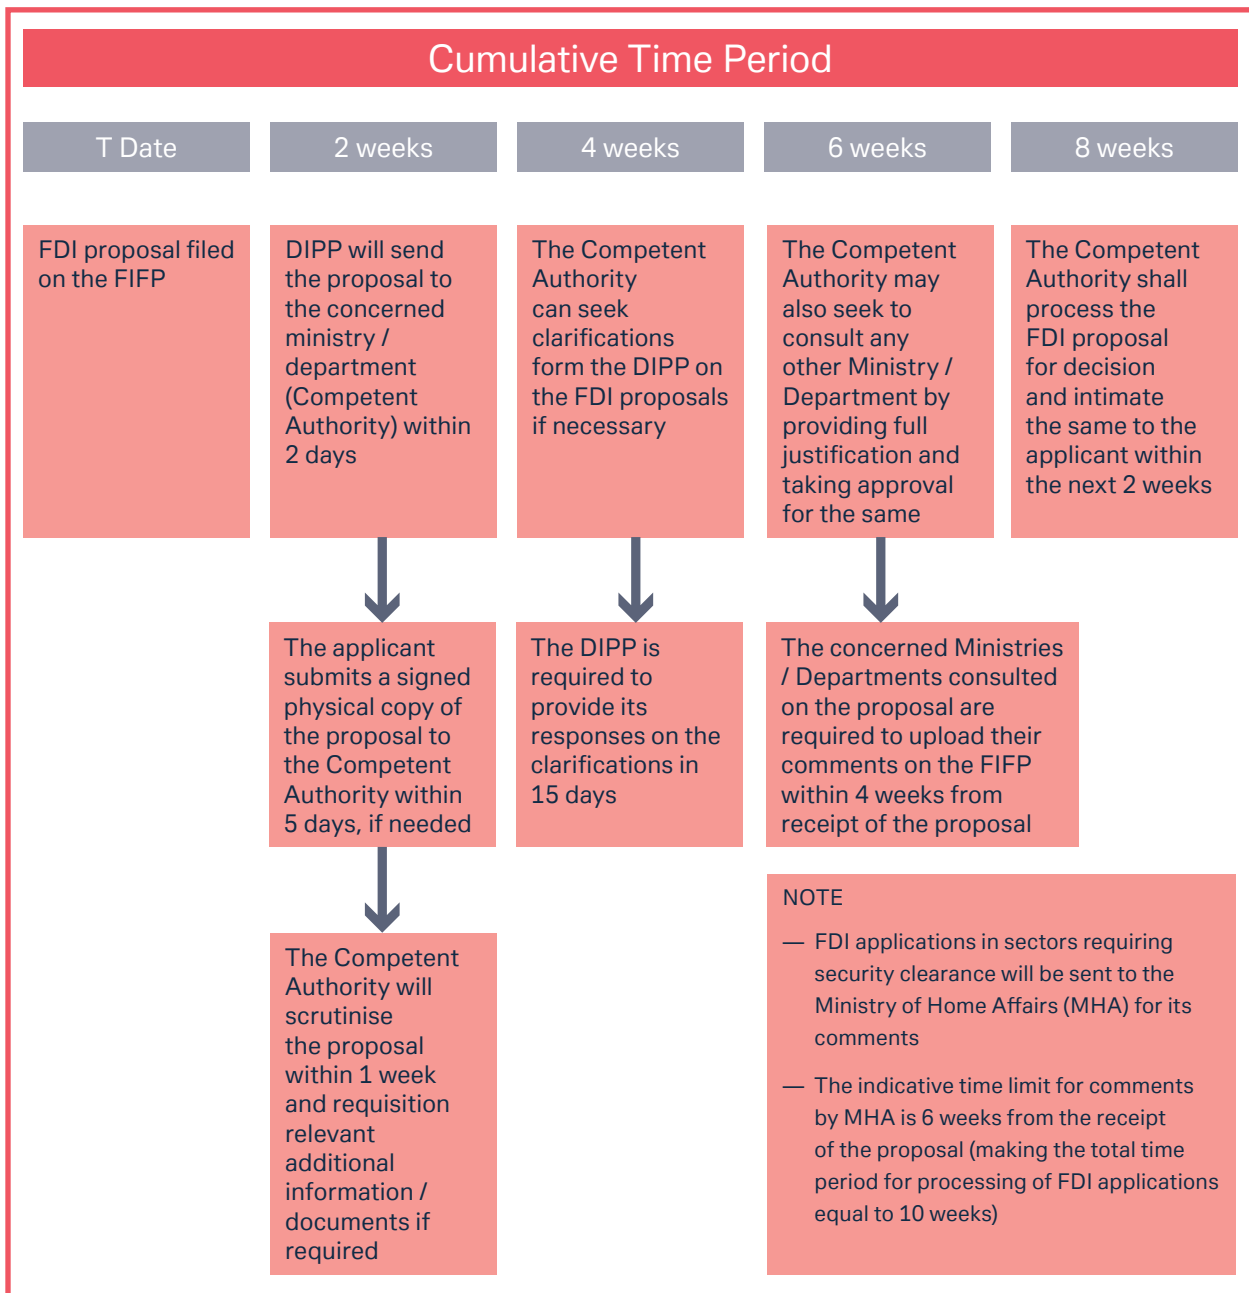 Cumulative Time Period
T Date
2 weeks
4 weeks
6 weeks
8 weeks
FDI proposal filed
on the FIFP
DIPP will send
the proposal to
the concerned
ministry /
department
(Competent
Authority) within
2 days
The Competent
Authority
can seek
clarifications
form the DIPP on
the FDI proposals
if necessary
The Competent
Authority may
also seek to
consult any
other Ministry /
Department by
providing full
justification and
taking approval
for the same
The Competent
Authority shall
process the
FDI proposal
for decision
and intimate
the same to the
applicant within
the next 2 weeks
The applicant
submits a signed
physical copy of
the proposal to
the Competent
Authority within
5 days, if needed
The DIPP is
required to
provide its
responses on the
clarifications in
15 days
The concerned Ministries
/ Departments consulted
on the proposal are
required to upload their
comments on the FIFP
within 4 weeks from
receipt of the proposal
The Competent
Authority will
scrutinise
the proposal
within 1 week
and requisition
relevant
additional
information /
documents if
required
NOTE
— FDI applications in sectors requiring
security clearance will be sent to the
Ministry of Home Affairs (MHA) for its
comments
— The indicative time limit for comments
by MHA is 6 weeks from the receipt
of the proposal (making the total time
period for processing of FDI applications
equal to 10 weeks)